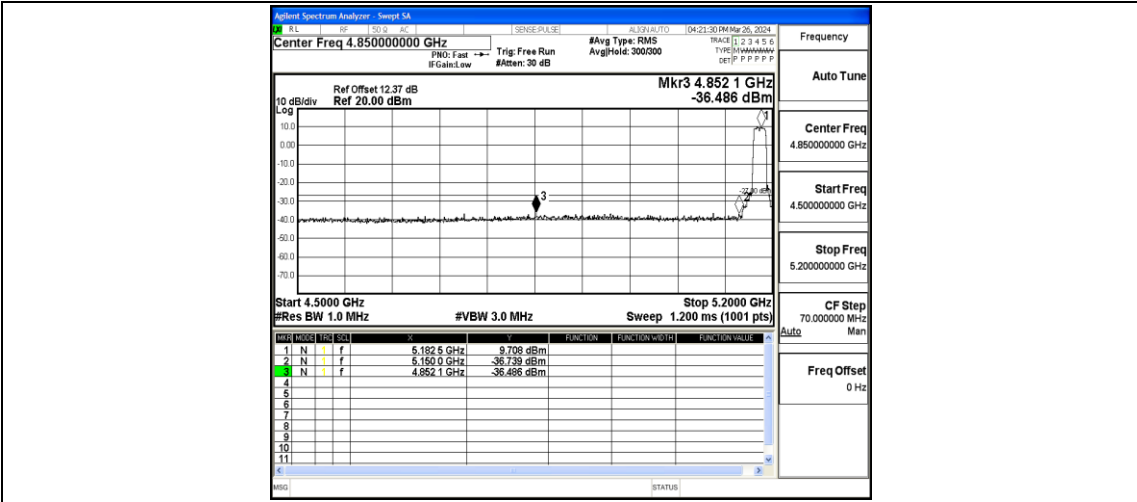 Agilent Spectrum Analyzer - Swept SA
RL RF 50 Ω AC SENSE:PULSE ALIGNAUTO 04:21:30 PM Mar 26, 2024
Center Freq 4.850000000 GHz #Avg Type: RMS TRACE 1 2 3 4 5 6
PNO: Fast Trig: Free Run Avg|Hold: 300/300 TYPE M
IFGain:Low #Atten: 30 dB DET P P P P P P
Mkr3 4.852 1 GHz
-36.486 dBm
Ref Offset 12.37 dB
10 dB/div Ref 20.00 dBm
Log
10.0
0.00
-10.0
-20.0
-30.0
-40.0
-50.0
-60.0
-70.0
1
-27.00 dBm
2
3
Start 4.5000 GHz Stop 5.2000 GHz
#Res BW 1.0 MHz #VBW 3.0 MHz Sweep 1.200 ms (1001 pts)
MKR MODE TRC SCL X Y FUNCTION FUNCTION WIDTH FUNCTION VALUE
1 N 1 f 5.182 5 GHz 9.708 dBm
2 N 1 f 5.150 0 GHz -36.739 dBm
3 N 1 f 4.852 1 GHz -36.486 dBm
4
5
6
7
8
9
10
11
MSG STATUS
Frequency
Auto Tune
Center Freq
4.850000000 GHz
Start Freq
4.500000000 GHz
Stop Freq
5.200000000 GHz
CF Step
70.000000 MHz
Auto Man
Freq Offset
0 Hz